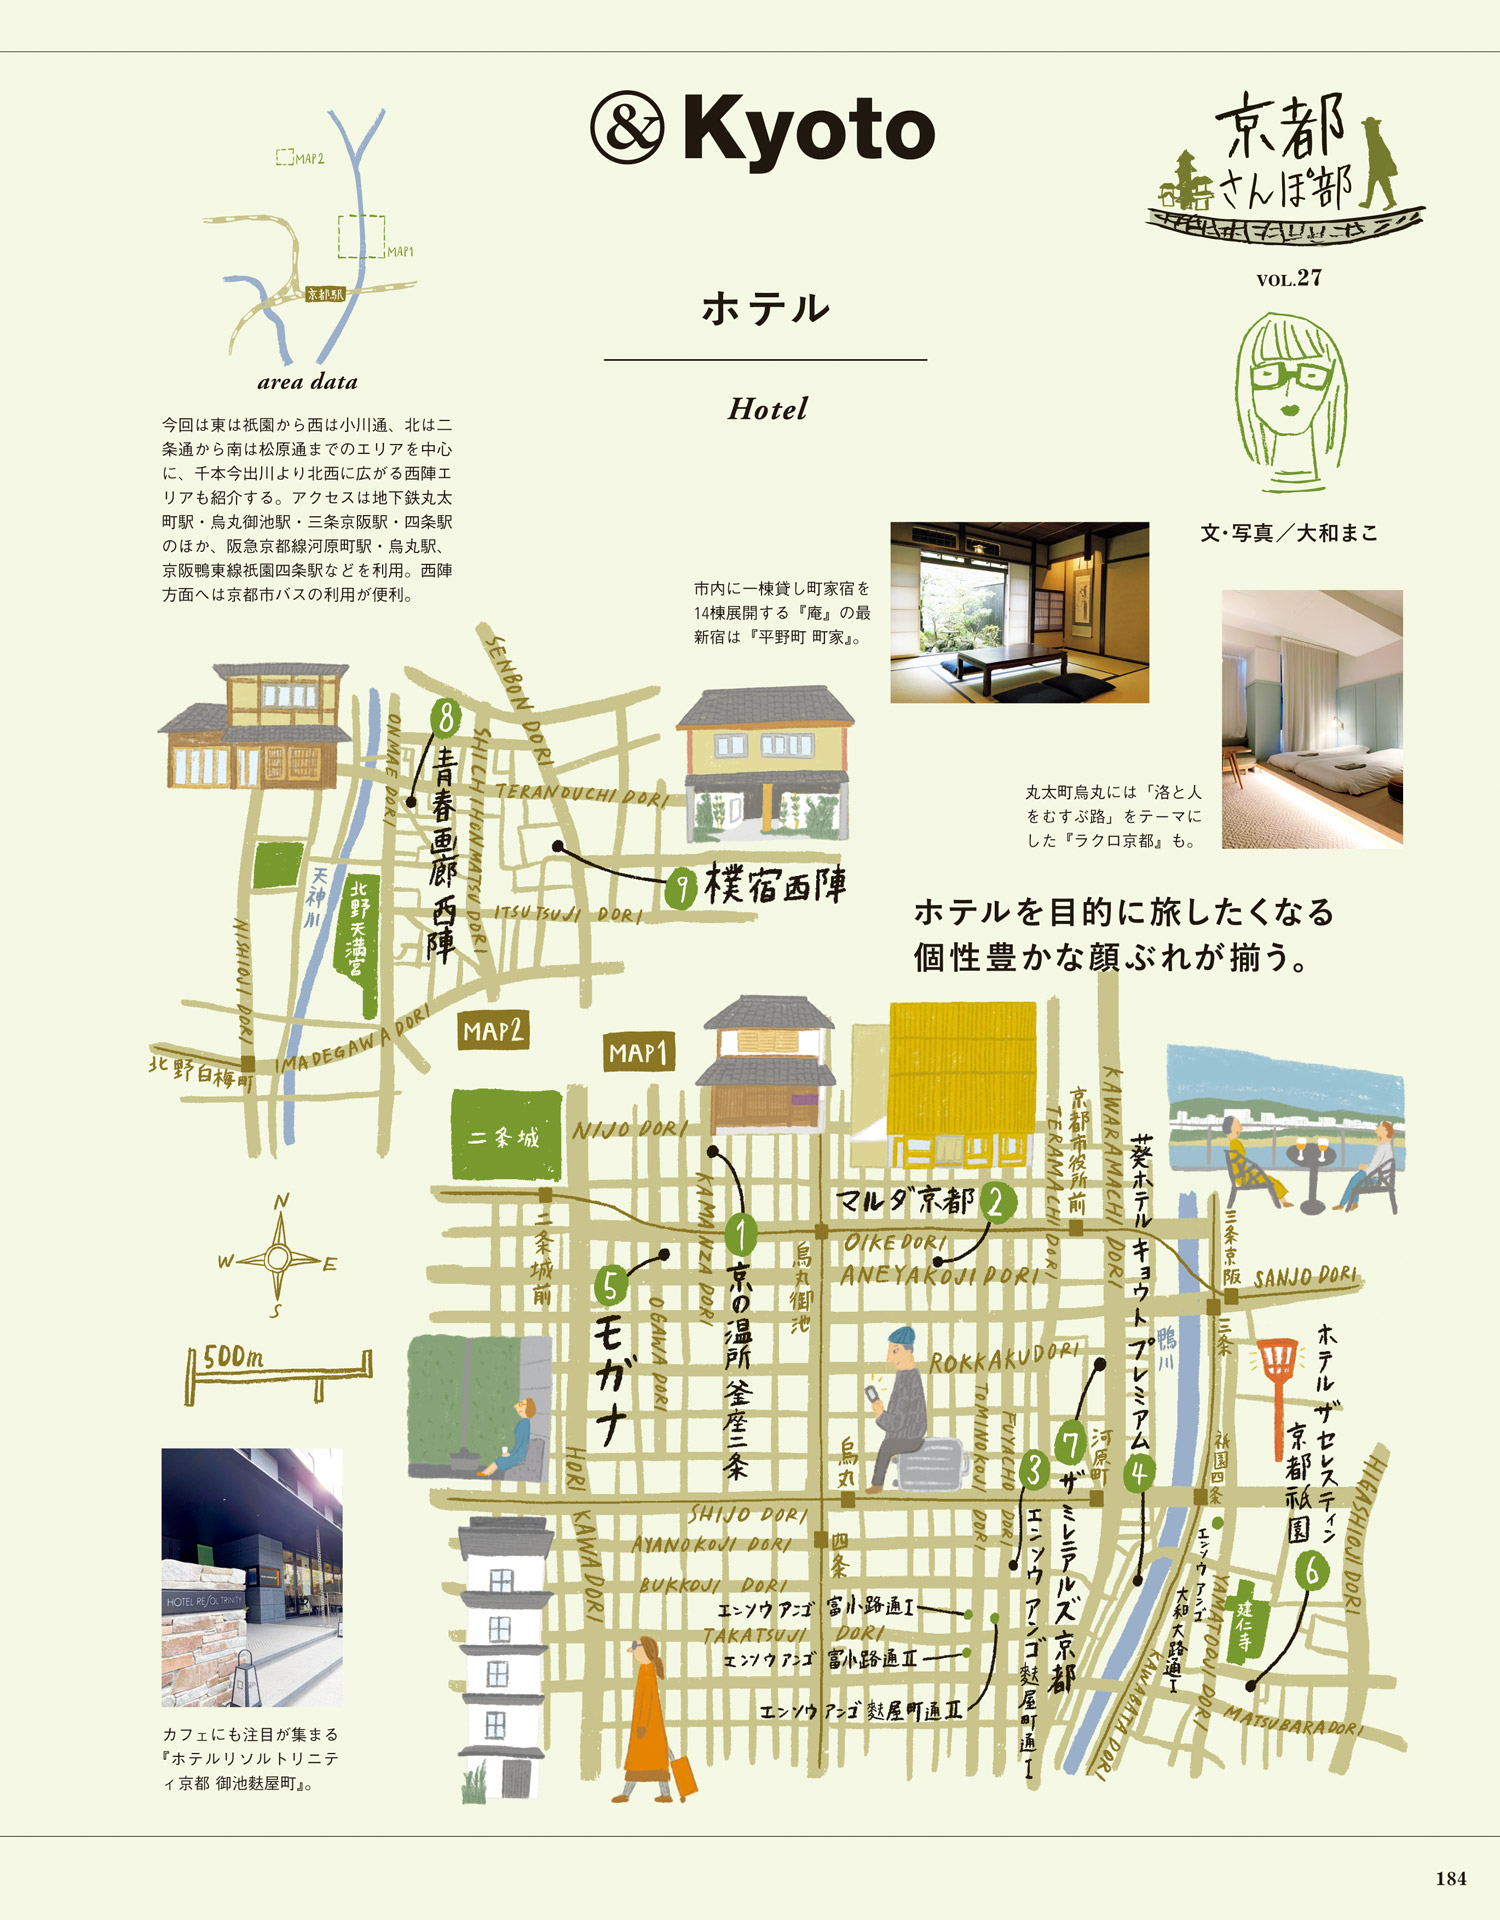 & Kyoto
京都
さんぽ部
VOL.27
文・写真／大和まこ
ホテル
Hotel
MAP2
MAP1
京都駅
area data
今回は東は祇園から西は小川通、北は二
条通から南は松原通までのエリアを中心
に、千本今出川より北西に広がる西陣エ
リアも紹介する。アクセスは地下鉄丸太
町駅・烏丸御池駅・三条京阪駅・四条駅
のほか、阪急京都線河原町駅・烏丸駅、
京阪鴨東線祇園四条駅などを利用。西陣
方面へは京都市バスの利用が便利。
市内に一棟貸し町家宿を
14棟展開する『庵』の最
新宿は『平野町 町家』。
丸太町烏丸には「洛と人
をむすぶ路」をテーマに
した『ラクロ京都』も。
ホテルを目的に旅したくなる
個性豊かな顔ぶれが揃う。
SENBON DORI
ONMAE DORI
SHICHIHONMATSU DORI
TERANOUCHI DORI
ITSUTSUJI DORI
NISHIOJI DORI
IMADEGAWA DORI
8
青春画廊 西陣
9
樸宿西陣
天神川
北野天満宮
北野白梅町
MAP2
MAP1
二条城
NIJO DORI
KAMANZA DORI
OGAWA DORI
二条城前
烏丸御池
1
京の温所 釜座二条
マルダ京都
2
OIKE DORI
ANEYAKOJI DORI
京都市役所前
TERAMACHI DORI
KAWARAMACHI DORI
葵ホテル キョウト プレミアム
4
三条京阪
三条
SANJO DORI
鴨川
5
モガナ
ROKKAKU DORI
TOMINOKOJI DORI
FUYACHO DORI
7
ザ ミレニアルズ 京都
3
エンソウ アンゴ 麩屋町通Ⅰ
河原町
祇園四条
ホテル ザ セレスティン
京都祇園
6
HIGASHIOJI DORI
HORIKAWA DORI
烏丸
四条
SHIJO DORI
AYANOKOJI DORI
BUKKOJI DORI
エンソウ アンゴ 富小路通Ⅰ
TAKATSUJI DORI
エンソウ アンゴ 富小路通Ⅱ
エンソウ アンゴ 麩屋町通Ⅱ
エンソウ アンゴ
大和大路通Ⅰ
YAMATOOJI DORI
建仁寺
KAWABATA DORI
MATSUBARA DORI
N
W
E
S
500m
HOTEL RESOL TRINITY
カフェにも注目が集まる
『ホテルリソルトリニテ
ィ京都 御池麩屋町』。
184